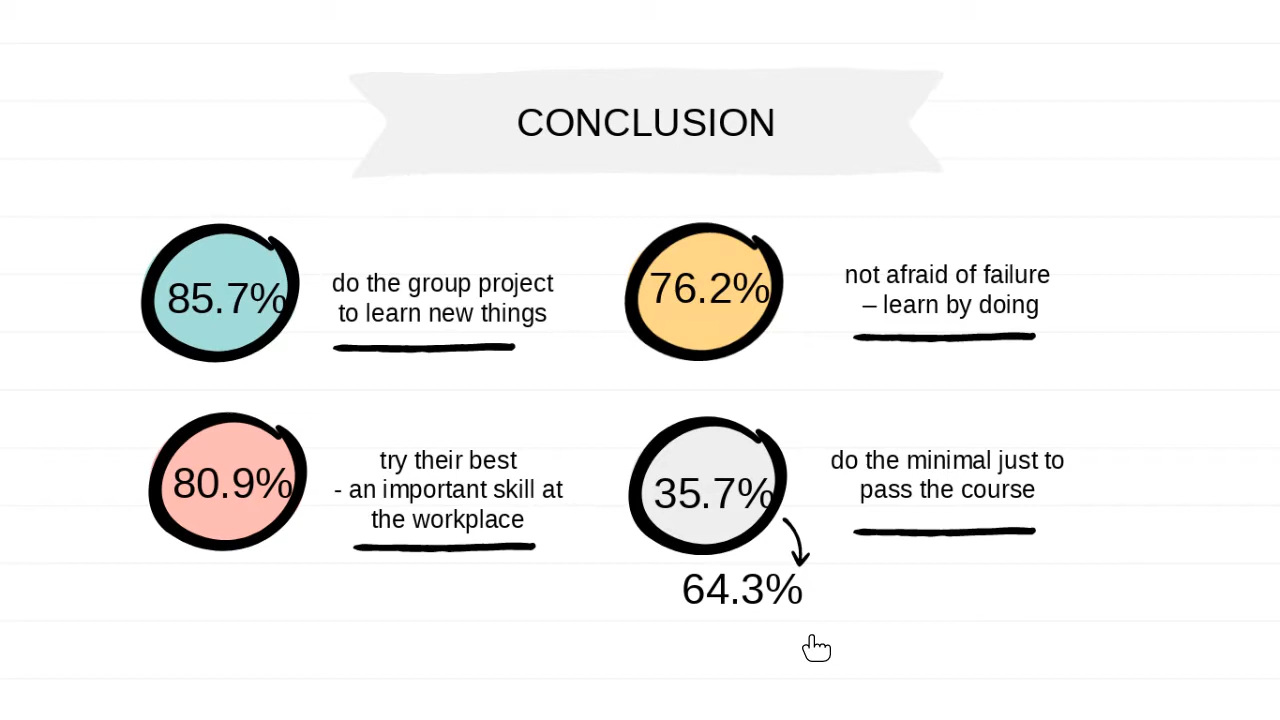 CONCLUSION
85.7%
do the group project
to learn new things
76.2%
not afraid of failure
– learn by doing
80.9%
try their best
- an important skill at
the workplace
35.7%
do the minimal just to
pass the course
64.3%